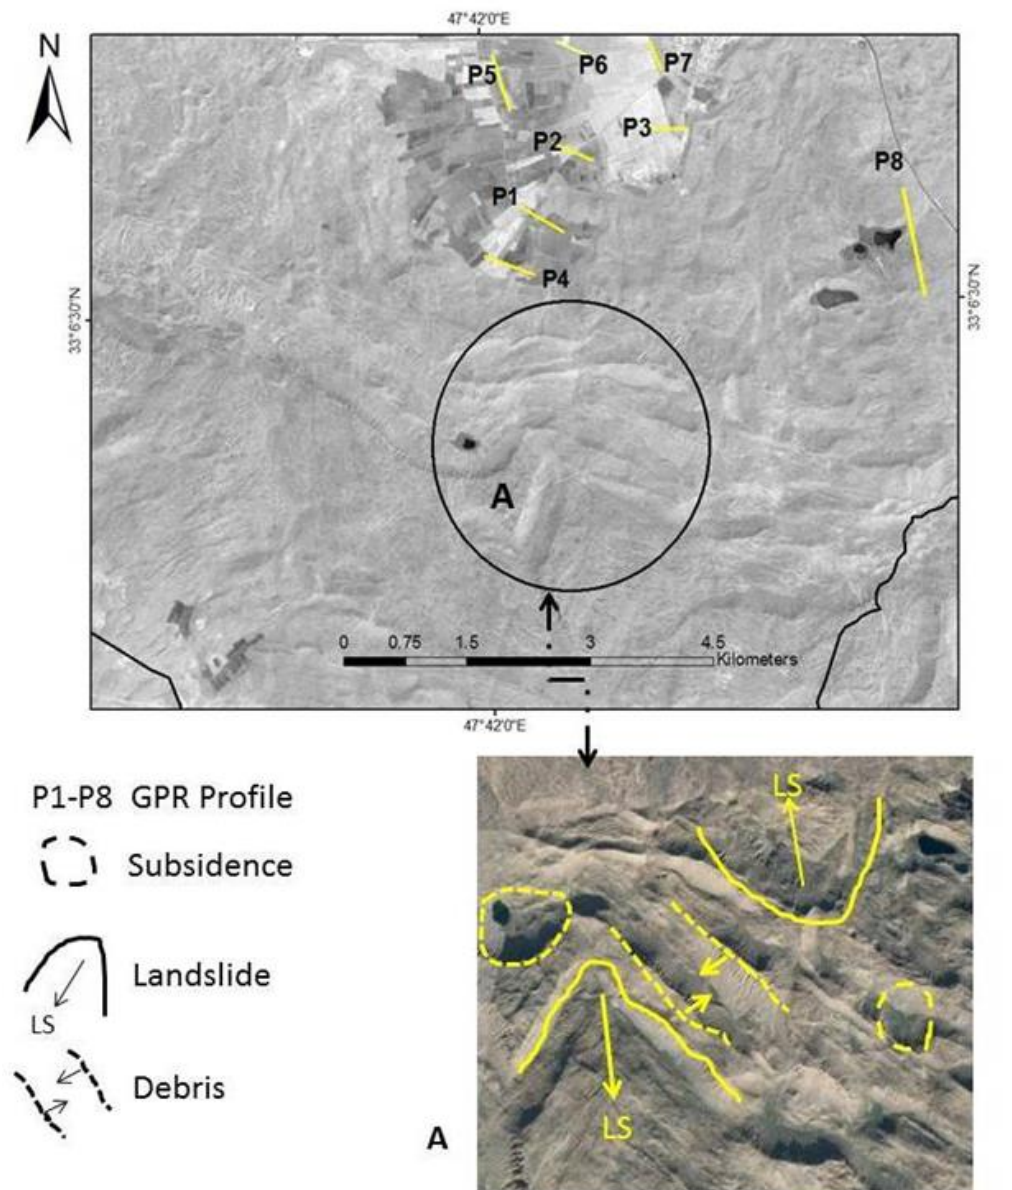 47°42'0"E
N
P5
P6
P7
P2
P3
P8
P1
P4
33°6'30"N
33°6'30"N
A
0 0.75 1.5 3 4.5
Kilometers
47°42'0"E
P1-P8 GPR Profile
Subsidence
Landslide
LS
Debris
A
LS
LS